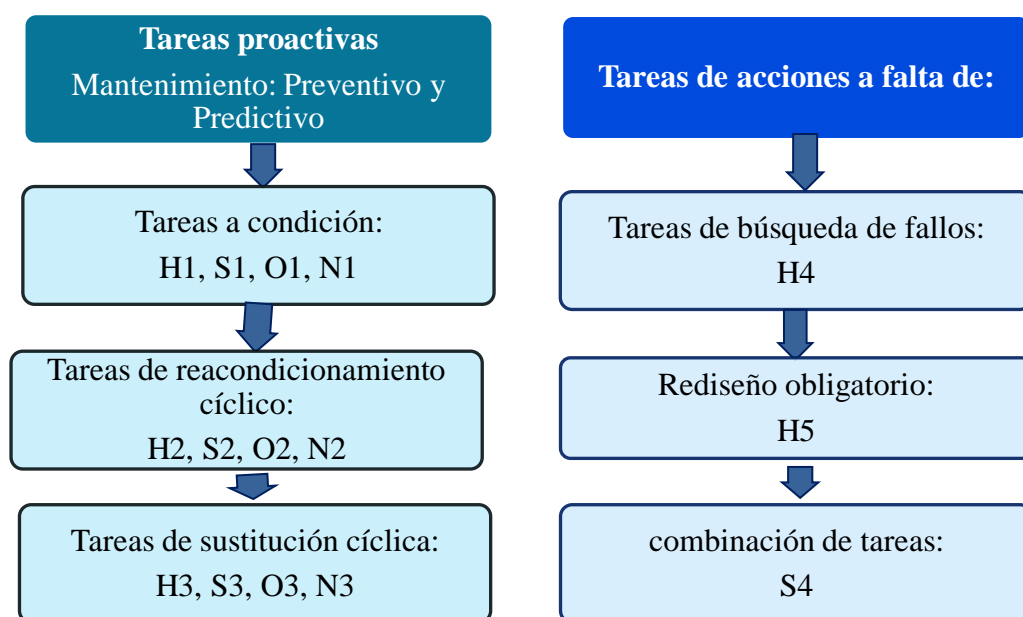 Tareas proactivas
Mantenimiento: Preventivo y
Predictivo
Tareas a condición:
H1, S1, O1, N1
Tareas de reacondicionamiento
cíclico:
H2, S2, O2, N2
Tareas de sustitución cíclica:
H3, S3, O3, N3
Tareas de acciones a falta de:
Tareas de búsqueda de fallos:
H4
Rediseño obligatorio:
H5
combinación de tareas:
S4